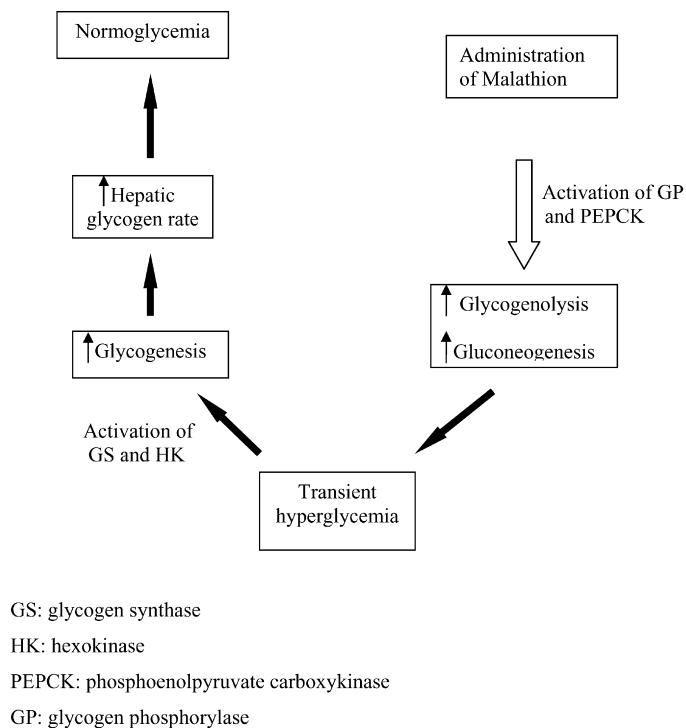 Normoglycemia
Administration
of Malathion
Activation of GP
and PEPCK
Hepatic
glycogen rate
Glycogenolysis
Gluconeogenesis
Glycogenesis
Activation of
GS and HK
Transient
hyperglycemia
GS: glycogen synthase
HK: hexokinase
PEPCK: phosphoenolpyruvate carboxykinase
GP: glycogen phosphorylase